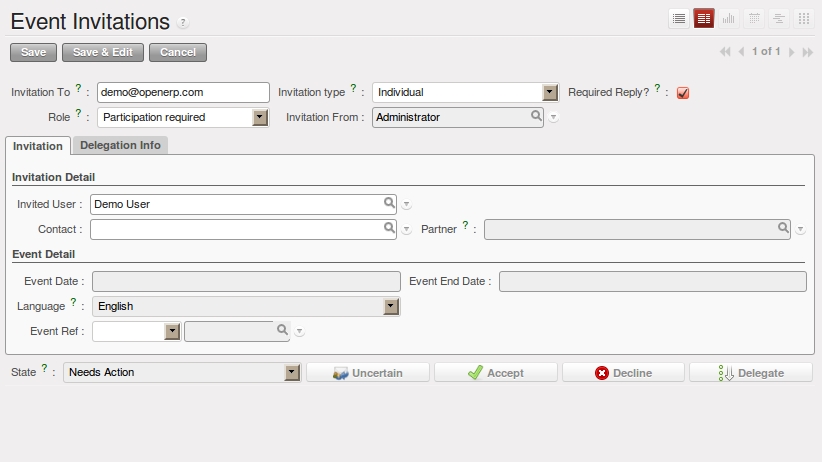 Event Invitations ?
Save Save & Edit Cancel 1 of 1
Invitation To ? : demo@openerp.com Invitation type ? : Individual Required Reply? ? :
Role ? : Participation required Invitation From : Administrator
Invitation Delegation Info
Invitation Detail
Invited User : Demo User
Contact : Partner ? :
Event Detail
Event Date : Event End Date :
Language ? : English
Event Ref :
State ? : Needs Action Uncertain Accept Decline Delegate